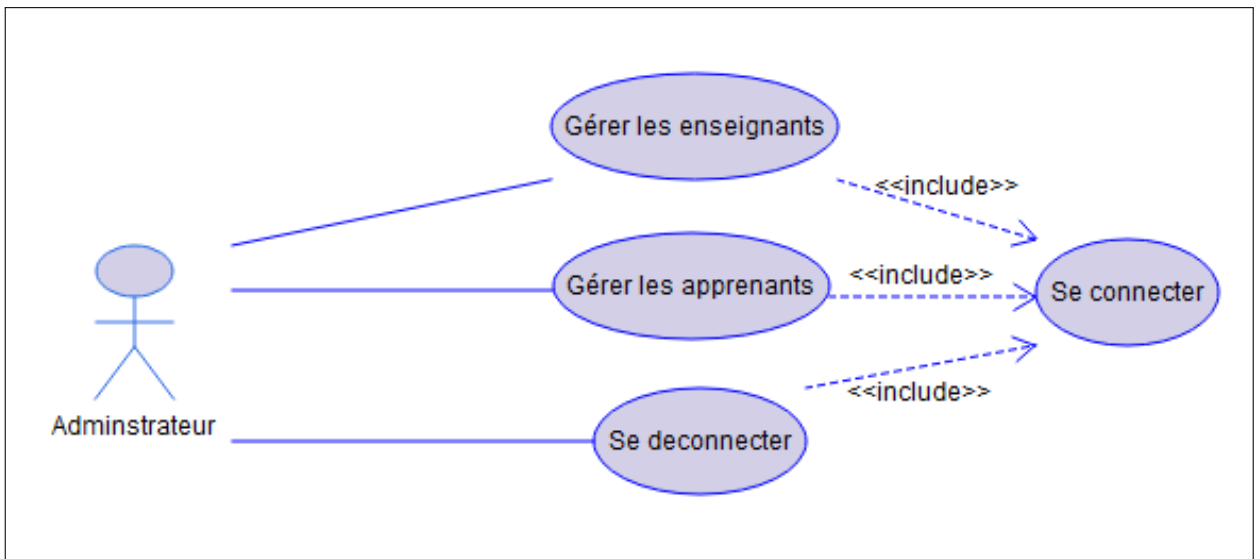 Gérer les enseignants
<<include>>
Gérer les apprenants
<<include>>
Se connecter
<<include>>
Adminstrateur
Se deconnecter